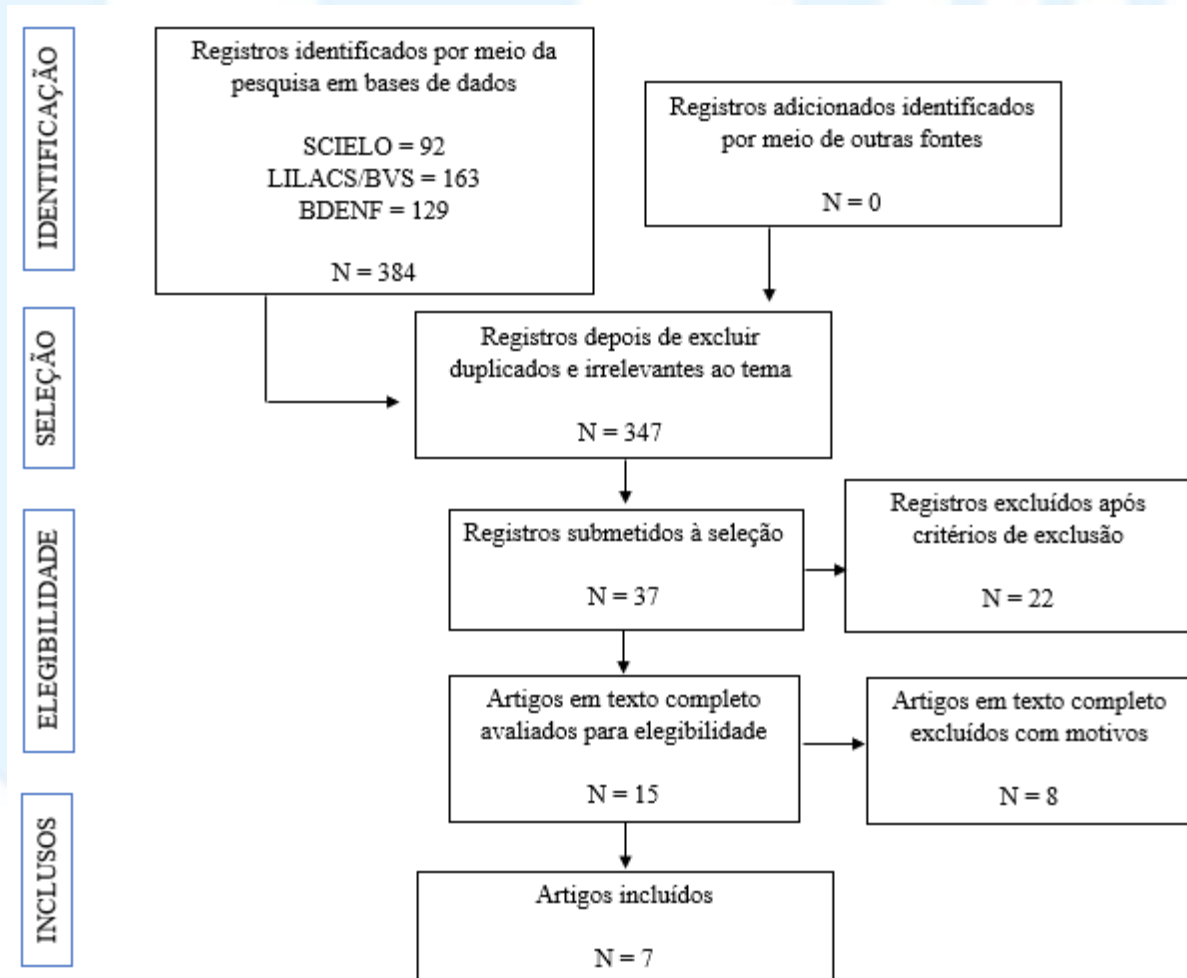 IDENTIFICAÇÃO
Registros identificados por meio da
pesquisa em bases de dados
SCIELO = 92
LILACS/BVS = 163
BDENF = 129
N = 384
Registros adicionados identificados
por meio de outras fontes
N = 0
SELEÇÃO
Registros depois de excluir
duplicados e irrelevantes ao tema
N = 347
ELEGIBILIDADE
Registros submetidos à seleção
N = 37
Registros excluídos após
critérios de exclusão
N = 22
Artigos em texto completo
avaliados para elegibilidade
N = 15
Artigos em texto completo
excluídos com motivos
N = 8
INCLUSOS
Artigos incluídos
N = 7